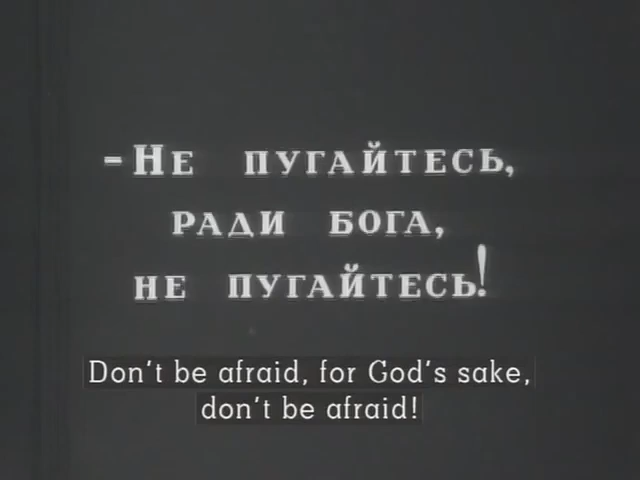 -Не пугайтесь,
ради бога,
не пугайтесь!
Don't be afraid, for God's sake,
don't be afraid!